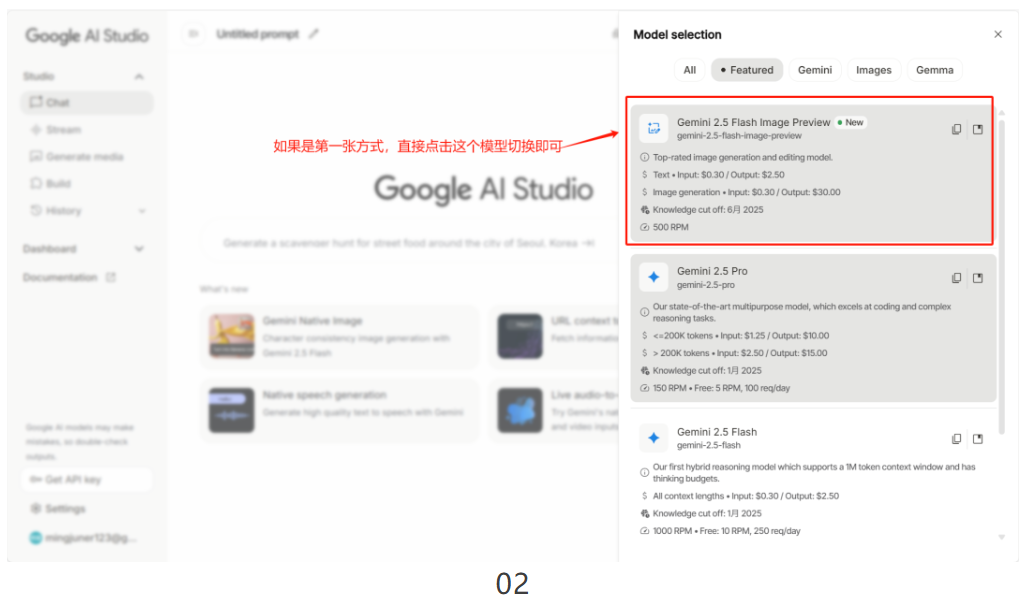 Google AI Studio
Studio
Chat
Stream
Generate media
Build
History
Dashboard
Documentation
Google AI models may make
mistakes, so double-check
outputs.
Get API key
Settings
mingjuner123@g...
Untitled prompt
如果是第一张方式，直接点击这个模型切换即可
Google AI Studio
Generate a scavenger hunt for street food around the city of Seoul, Korea
What's new
Gemini Native Image
Character consistency image generation with
Gemini 2.5 Flash
URL context t
Fetch informatio
Native speech generation
Generate high quality text to speech with Gemini
Live audio-to-
Try Gemini's na
and video inputs
Model selection
All
Featured
Gemini
Images
Gemma
Gemini 2.5 Flash Image Preview • New
gemini-2.5-flash-image-preview
Top-rated image generation and editing model.
$ Text • Input: $0.30 / Output: $2.50
$ Image generation • Input: $0.30 / Output: $30.00
Knowledge cut off: 6月 2025
500 RPM
Gemini 2.5 Pro
gemini-2.5-pro
Our state-of-the-art multipurpose model, which excels at coding and complex
reasoning tasks.
$ <=200K tokens • Input: $1.25 / Output: $10.00
$ > 200K tokens • Input: $2.50 / Output: $15.00
Knowledge cut off: 1月 2025
150 RPM • Free: 5 RPM, 100 req/day
Gemini 2.5 Flash
gemini-2.5-flash
Our first hybrid reasoning model which supports a 1M token context window and has
thinking budgets.
$ All context lengths • Input: $0.30 / Output: $2.50
Knowledge cut off: 1月 2025
1000 RPM • Free: 10 RPM, 250 req/day
02